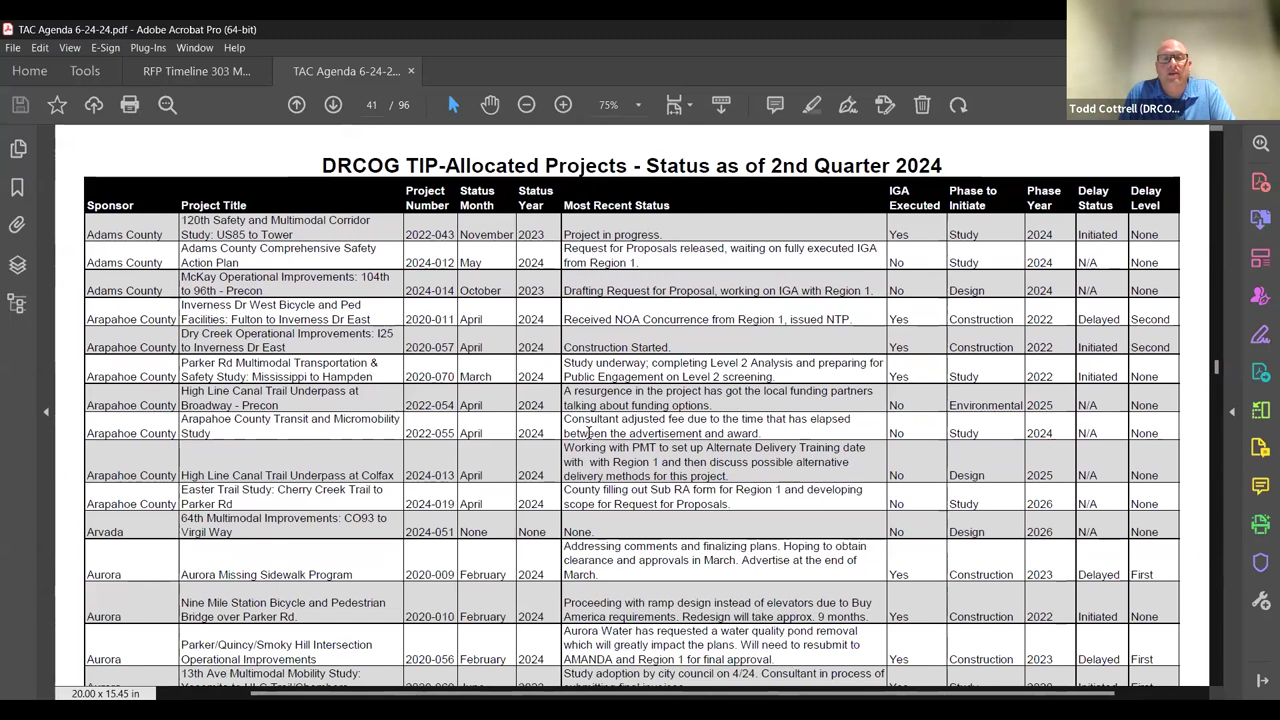 TAC Agenda 6-24-24.pdf - Adobe Acrobat Pro (64-bit)
File Edit View E-Sign Plug-Ins Window Help
Home Tools RFP Timeline 303 M... TAC Agenda 6-24-2... ×
41 / 96 75%
Todd Cottrell (DRCO...
DRCOG TIP-Allocated Projects - Status as of 2nd Quarter 2024
Project Status Status IGA Phase to Phase Delay Delay
Sponsor Project Title Number Month Year Most Recent Status Executed Initiate Year Status Level
120th Safety and Multimodal Corridor
Adams County Study: US85 to Tower 2022-043 November 2023 Project in progress. Yes Study 2024 Initiated None
Adams County Comprehensive Safety Request for Proposals released, waiting on fully executed IGA
Adams County Action Plan 2024-012 May 2024 from Region 1. No Study 2024 N/A None
McKay Operational Improvements: 104th
Adams County to 96th - Precon 2024-014 October 2023 Drafting Request for Proposal, working on IGA with Region 1. No Design 2024 N/A None
Inverness Dr West Bicycle and Ped
Arapahoe County Facilities: Fulton to Inverness Dr East 2020-011 April 2024 Received NOA Concurrence from Region 1, issued NTP. Yes Construction 2022 Delayed Second
Dry Creek Operational Improvements: I25
Arapahoe County to Inverness Dr East 2020-057 April 2024 Construction Started. Yes Construction 2022 Initiated Second
Parker Rd Multimodal Transportation & Study underway; completing Level 2 Analysis and preparing for
Arapahoe County Safety Study: Mississippi to Hampden 2020-070 March 2024 Public Engagement on Level 2 screening. Yes Study 2022 Initiated None
High Line Canal Trail Underpass at A resurgence in the project has got the local funding partners
Arapahoe County Broadway - Precon 2022-054 April 2024 talking about funding options. No Environmental 2025 N/A None
Arapahoe County Transit and Micromobility Consultant adjusted fee due to the time that has elapsed
Arapahoe County Study 2022-055 April 2024 between the advertisement and award. No Study 2024 N/A None
Working with PMT to set up Alternate Delivery Training date
with with Region 1 and then discuss possible alternative
Arapahoe County High Line Canal Trail Underpass at Colfax 2024-013 April 2024 delivery methods for this project. No Design 2025 N/A None
Easter Trail Study: Cherry Creek Trail to County filling out Sub RA form for Region 1 and developing
Arapahoe County Parker Rd 2024-019 April 2024 scope for Request for Proposals. No Study 2026 N/A None
64th Multimodal Improvements: CO93 to
Arvada Virgil Way 2024-051 None None None. No Design 2026 N/A None
Addressing comments and finalizing plans. Hoping to obtain
clearance and approvals in March. Advertise at the end of
Aurora Aurora Missing Sidewalk Program 2020-009 February 2024 March. Yes Construction 2023 Delayed First
Nine Mile Station Bicycle and Pedestrian Proceeding with ramp design instead of elevators due to Buy
Aurora Bridge over Parker Rd. 2020-010 February 2024 America requirements. Redesign will take approx. 9 months. Yes Construction 2022 Initiated None
Aurora Water has requested a water quality pond removal
Parker/Quincy/Smoky Hill Intersection which will greatly impact the plans. Will need to resubmit to
Aurora Operational Improvements 2020-056 February 2024 AMANDA and Region 1 for final approval. Yes Construction 2023 Delayed First
13th Ave Multimodal Mobility Study: Study adoption by city council on 4/24. Consultant in process of
20.00 x 15.45 in